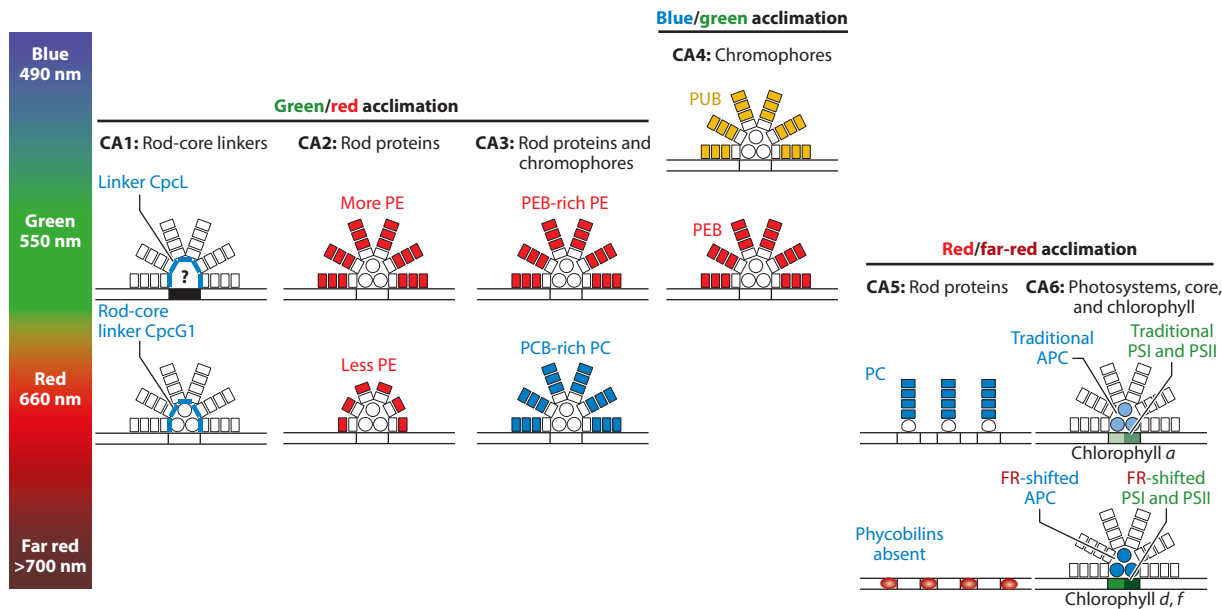 Blue
490 nm
Green
550 nm
Red
660 nm
Far red
>700 nm
Green/red acclimation
CA1: Rod-core linkers
Linker CpcL
?
Rod-core
linker CpcG1
CA2: Rod proteins
More PE
Less PE
CA3: Rod proteins and
chromophores
PEB-rich PE
PCB-rich PC
Blue/green acclimation
CA4: Chromophores
PUB
PEB
Red/far-red acclimation
CA5: Rod proteins
PC
Phycobilins
absent
CA6: Photosystems, core,
and chlorophyll
Traditional
APC
Traditional
PSI and PSII
Chlorophyll a
FR-shifted
APC
FR-shifted
PSI and PSII
Chlorophyll d, f